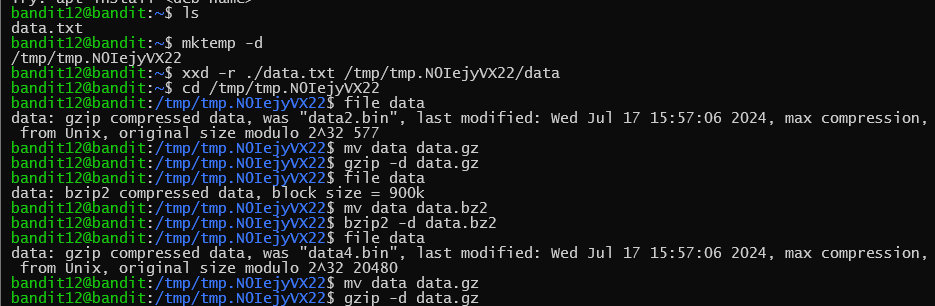 Try: apt install <deb name>
bandit12@bandit:~$ ls
data.txt
bandit12@bandit:~$ mktemp -d
/tmp/tmp.NOIejyVX22
bandit12@bandit:~$ xxd -r ./data.txt /tmp/tmp.NOIejyVX22/data
bandit12@bandit:~$ cd /tmp/tmp.NOIejyVX22
bandit12@bandit:/tmp/tmp.NOIejyVX22$ file data
data: gzip compressed data, was "data2.bin", last modified: Wed Jul 17 15:57:06 2024, max compression,
 from Unix, original size modulo 2^32 577
bandit12@bandit:/tmp/tmp.NOIejyVX22$ mv data data.gz
bandit12@bandit:/tmp/tmp.NOIejyVX22$ gzip -d data.gz
bandit12@bandit:/tmp/tmp.NOIejyVX22$ file data
data: bzip2 compressed data, block size = 900k
bandit12@bandit:/tmp/tmp.NOIejyVX22$ mv data data.bz2
bandit12@bandit:/tmp/tmp.NOIejyVX22$ bzip2 -d data.bz2
bandit12@bandit:/tmp/tmp.NOIejyVX22$ file data
data: gzip compressed data, was "data4.bin", last modified: Wed Jul 17 15:57:06 2024, max compression,
 from Unix, original size modulo 2^32 20480
bandit12@bandit:/tmp/tmp.NOIejyVX22$ mv data data.gz
bandit12@bandit:/tmp/tmp.NOIejyVX22$ gzip -d data.gz